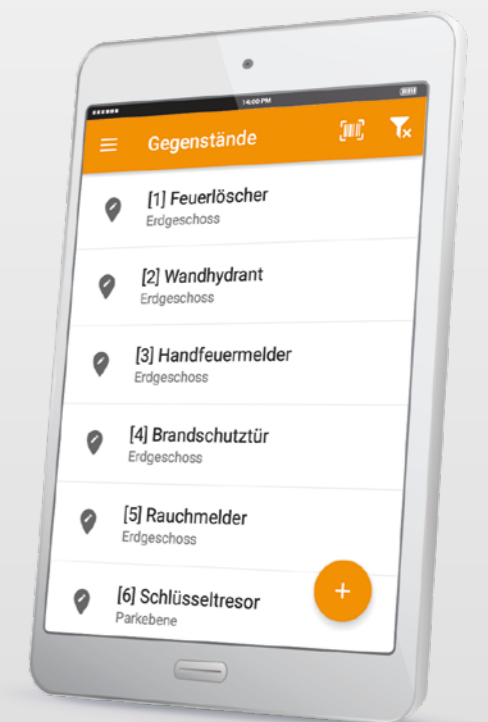 14:00 PM
Gegenstände
[1] Feuerlöscher
Erdgeschoss
[2] Wandhydrant
Erdgeschoss
[3] Handfeuermelder
Erdgeschoss
[4] Brandschutztür
Erdgeschoss
[5] Rauchmelder
Erdgeschoss
[6] Schlüsseltresor
Parkebene